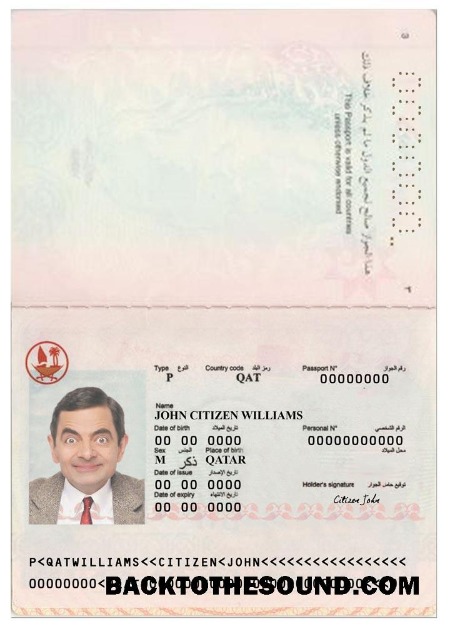 هذا الجواز صالح لجميع الدول ما لم يذكر خلاف ذلك
This Passport is valid for all countries
unless otherwise endorsed
Type النوع Country code رمز البلد Passport N° رقم الجواز
P QAT 00000000
Name
JOHN CITIZEN WILLIAMS
Date of birth تاريخ الميلاد Personal N° الرقم الشخصي
00 00 0000 00000000000
Sex الجنس Place of birth محل الميلاد
M ذكر QATAR
Date of issue تاريخ الإصدار
00 00 0000 Holder's signature توقيع حامل الجواز
Date of expiry تاريخ الانتهاء Citizen John
00 00 0000
P<QATWILLIAMS<<CITIZEN<JOHN<<<<<<<<<<<<<<<<<
00000000<
BACKTOTHESOUND.COM